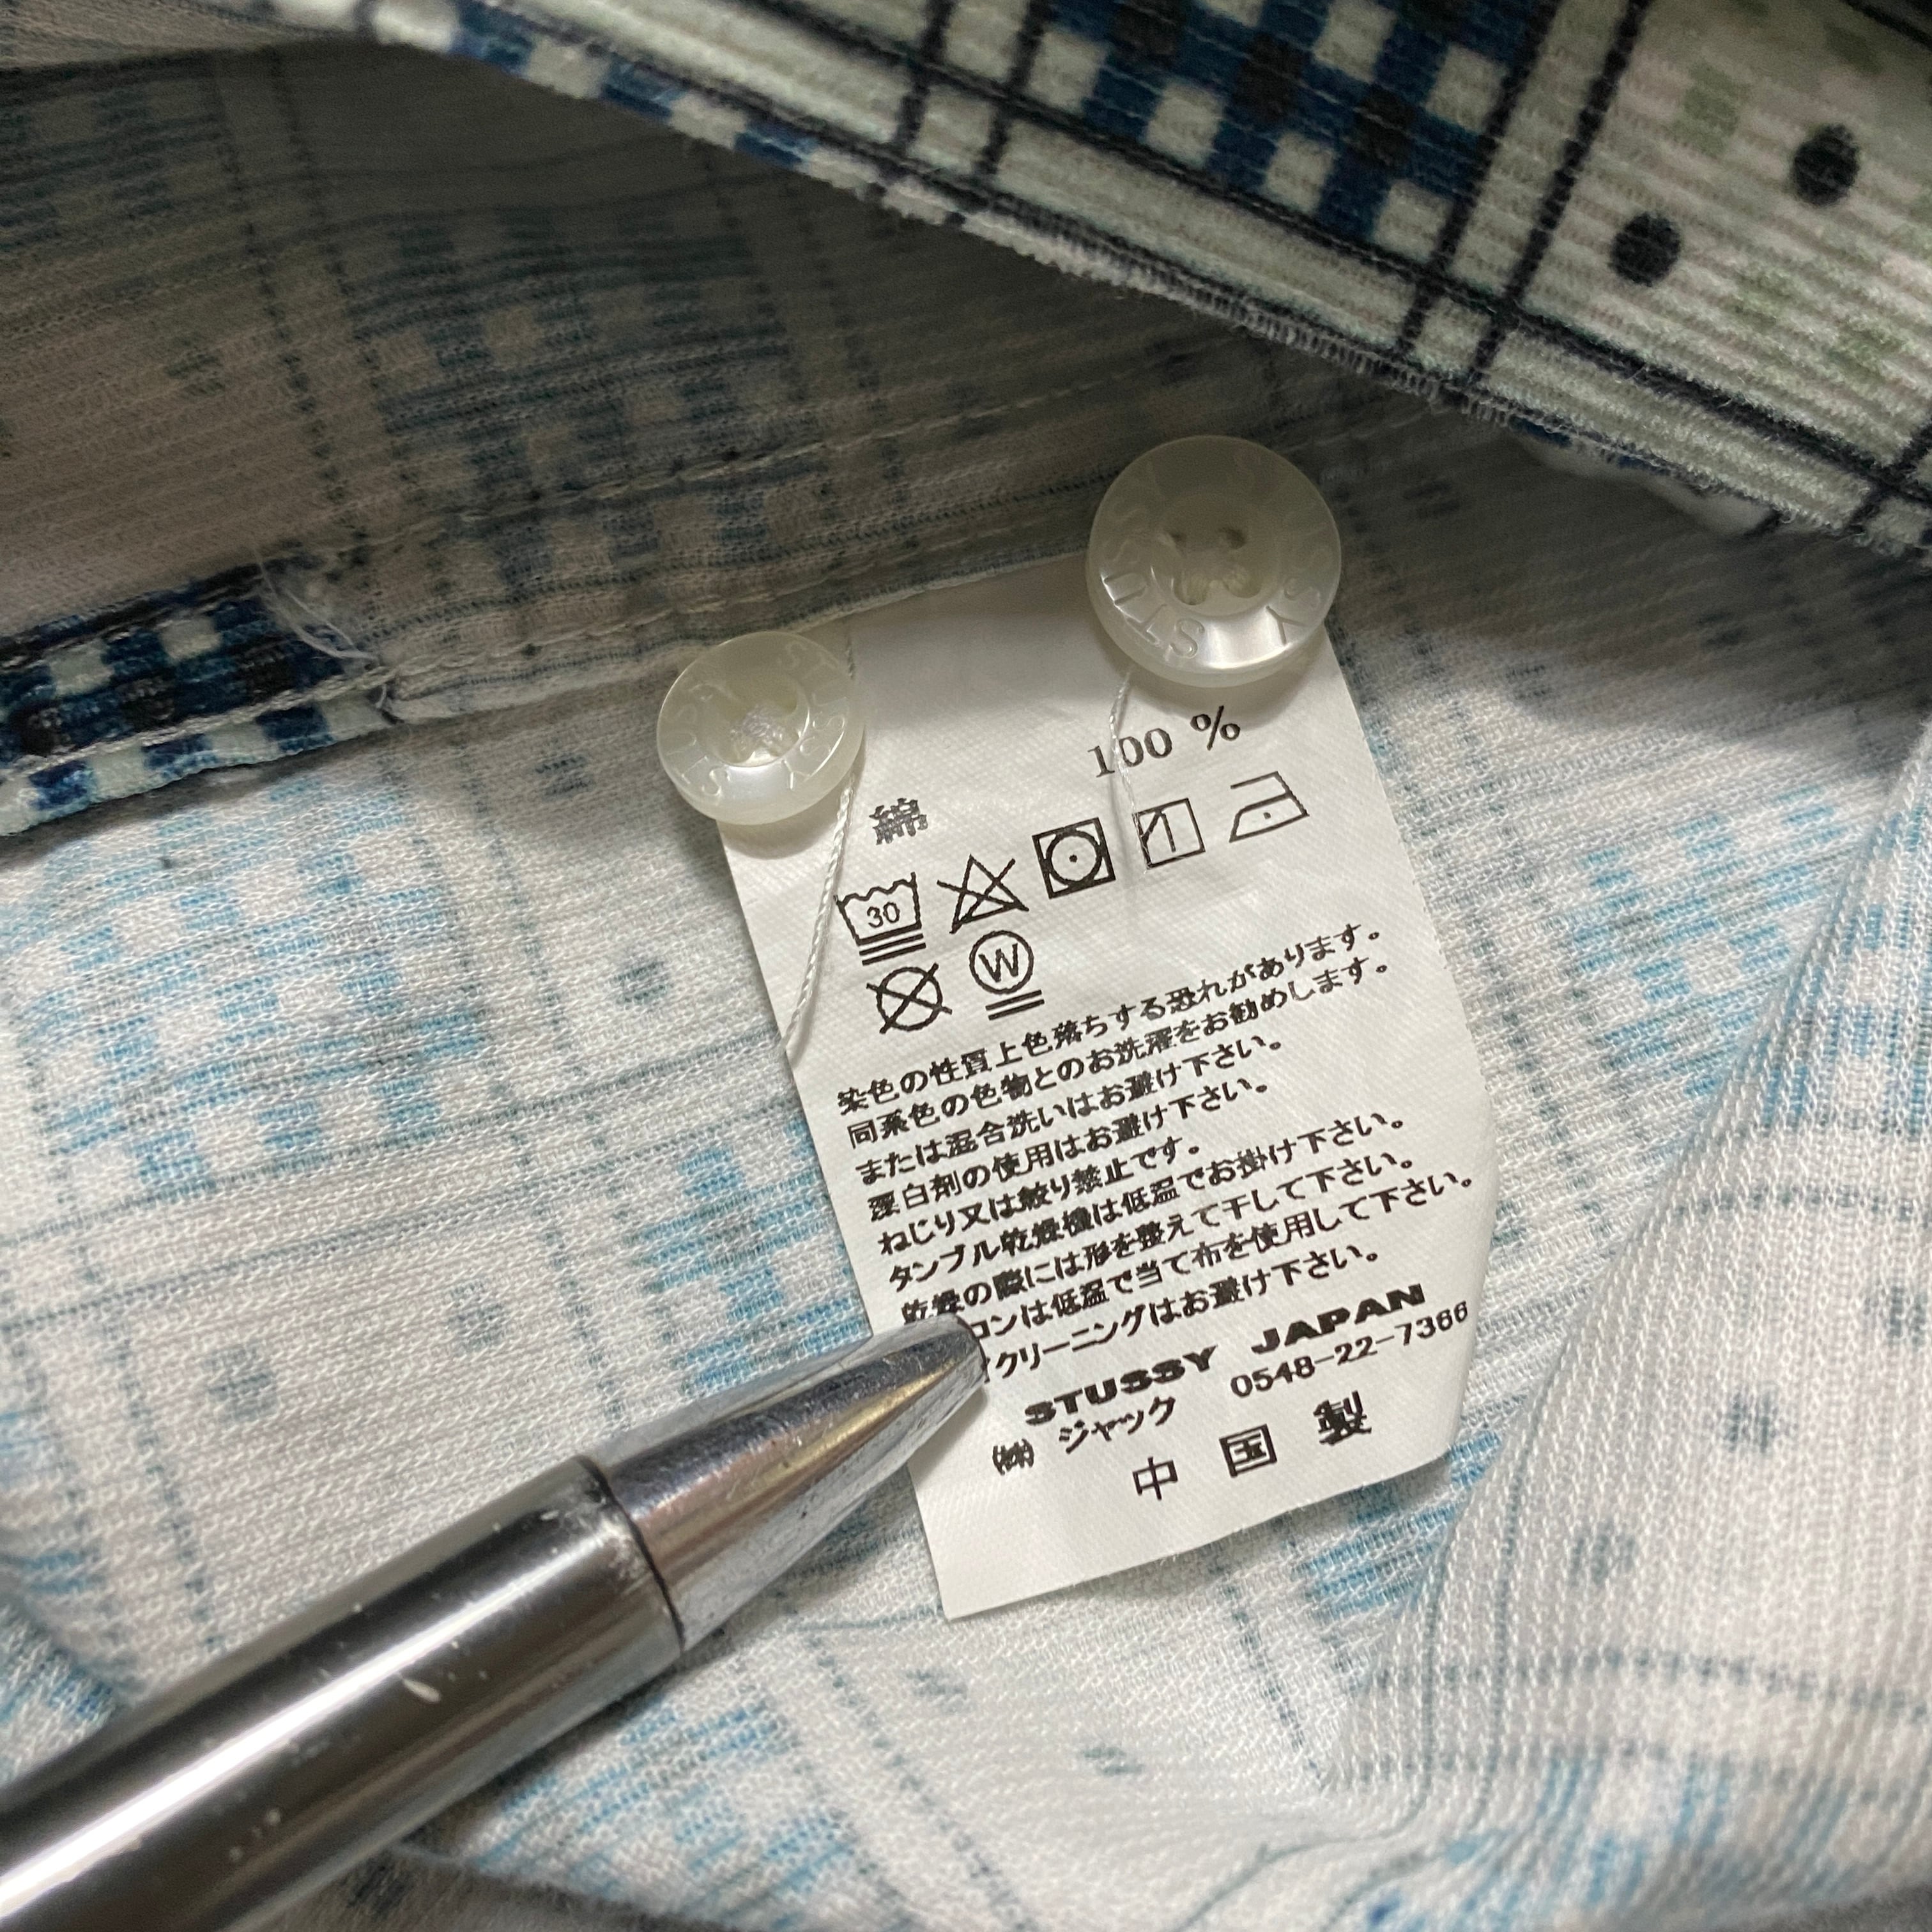 STÜSSY
STÜSSY
綿 100 %
30
W
染色の性質上色落ちする恐れがあります。
同系色の色物とのお洗濯をお勧めします。
または混合洗いはお避け下さい。
漂白剤の使用はお避け下さい。
ねじり又は絞り禁止です。
タンブル乾燥機は低温でお掛け下さい。
乾燥の際には形を整えて干して下さい。
ロンは低温で当て布を使用して下さい。
クリーニングはお避け下さい。
STUSSY JAPAN
㈱ ジャック 0548-22-7366
中国製